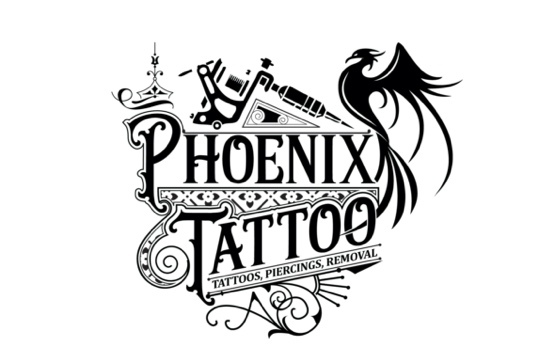 PHOENIX
TATTOO
TATTOOS, PIERCINGS, REMOVAL